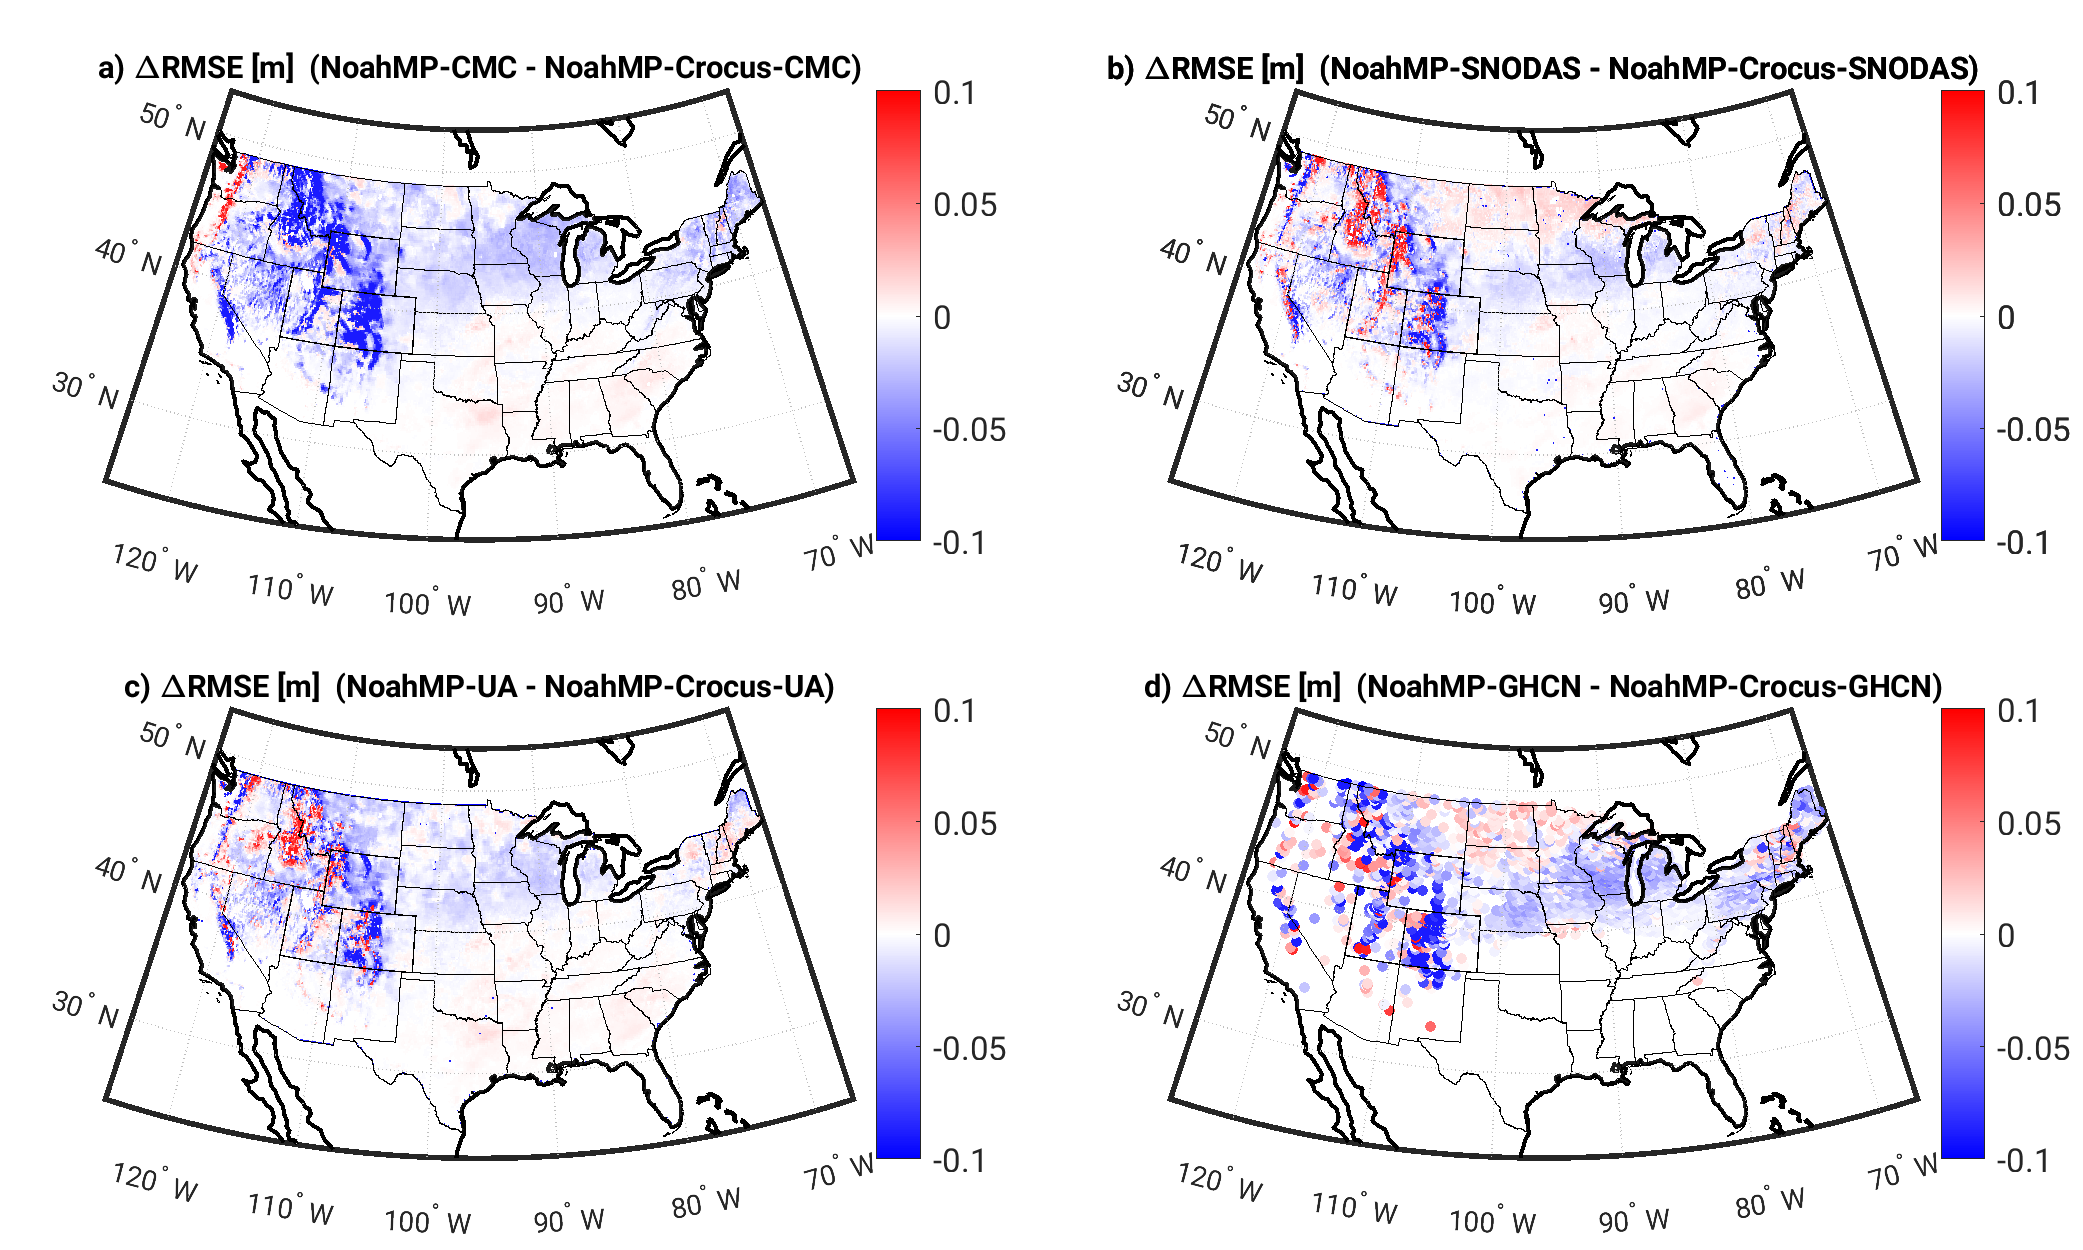 a) ΔRMSE [m]  (NoahMP-CMC - NoahMP-Crocus-CMC)
50° N
40° N
30° N
120° W
110° W
100° W
90° W
80° W
70° W
0.1
0.05
0
-0.05
-0.1
b) ΔRMSE [m]  (NoahMP-SNODAS - NoahMP-Crocus-SNODAS)
50° N
40° N
30° N
120° W
110° W
100° W
90° W
80° W
70° W
0.1
0.05
0
-0.05
-0.1
c) ΔRMSE [m]  (NoahMP-UA - NoahMP-Crocus-UA)
50° N
40° N
30° N
120° W
110° W
100° W
90° W
80° W
70° W
0.1
0.05
0
-0.05
-0.1
d) ΔRMSE [m]  (NoahMP-GHCN - NoahMP-Crocus-GHCN)
50° N
40° N
30° N
120° W
110° W
100° W
90° W
80° W
70° W
0.1
0.05
0
-0.05
-0.1